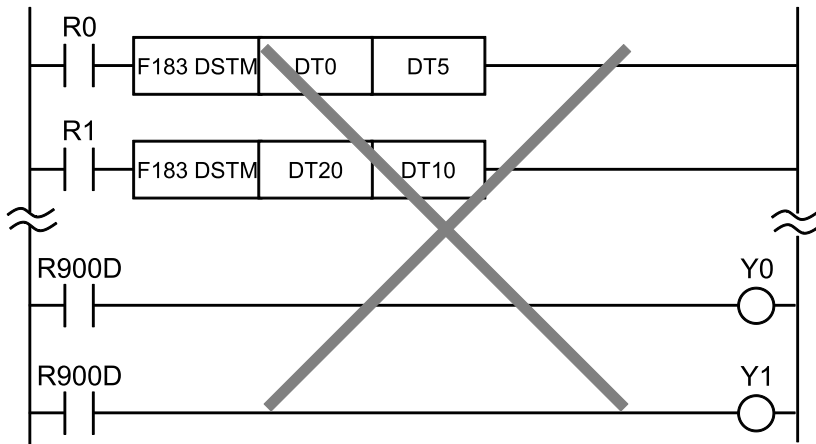 R0
F183 DSTM DT0 DT5
R1
F183 DSTM DT20 DT10
R900D Y0
R900D Y1